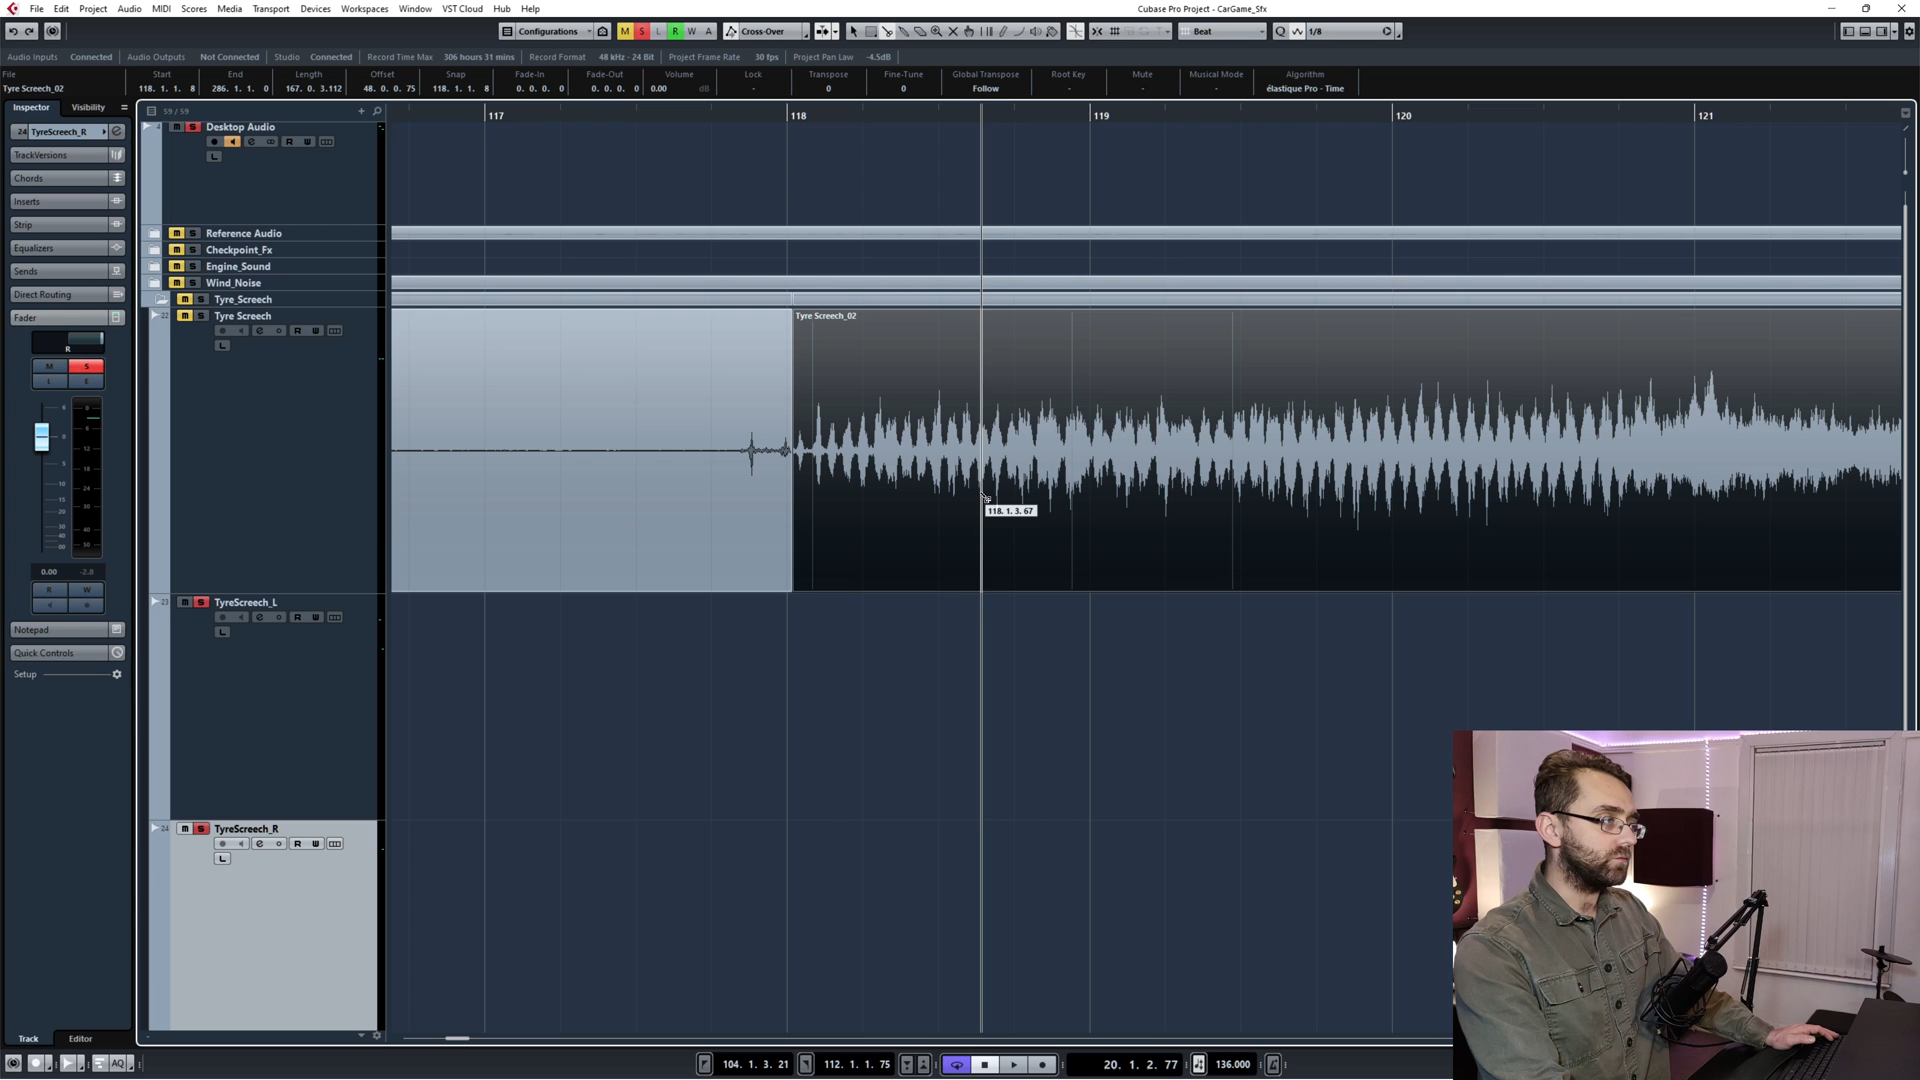 File Edit Project Audio MIDI Scores Media Transport Devices Workspaces Window VST Cloud Hub Help
Cubase Pro Project - CarGame_Sfx
Configurations M S L R W A Cross-Over Beat Q 1/8
Audio Inputs Connected Audio Outputs Not Connected Studio Connected Record Time Max 306 hours 31 mins Record Format 48 kHz - 24 Bit Project Frame Rate 30 fps Project Pan Law -4.5dB
File Start End Length Offset Snap Fade-In Fade-Out Volume Lock Transpose Fine-Tune Global Transpose Root Key Mute Musical Mode Algorithm
Tyre Screech_02 118. 1. 1. 8 286. 1. 1. 0 167. 0. 3.112 48. 0. 0. 75 118. 1. 1. 8 0. 0. 0. 0 0. 0. 0. 0 0.00 dB - 0 0 Follow - - - élastique Pro - Time
Inspector Visibility 59 / 59
117 118 119 120 121
24 TyreScreech_R
TrackVersions
Chords
Inserts
Strip
Equalizers
Sends
Direct Routing
Fader
R
M S
L E
0.00 -2.8
R W
Notepad
Quick Controls
Setup
4 m S Desktop Audio
R W
L
m S Reference Audio
m S Checkpoint_Fx
m S Engine_Sound
m S Wind_Noise
m S Tyre_Screech
22 m S Tyre Screech
e R W
L
Tyre Screech_02
118. 1. 3. 67
23 m S TyreScreech_L
e R W
L
24 m S TyreScreech_R
e R W
L
Track Editor
AQ 104. 1. 3. 21 112. 1. 1. 75 20. 1. 2. 77 136.000